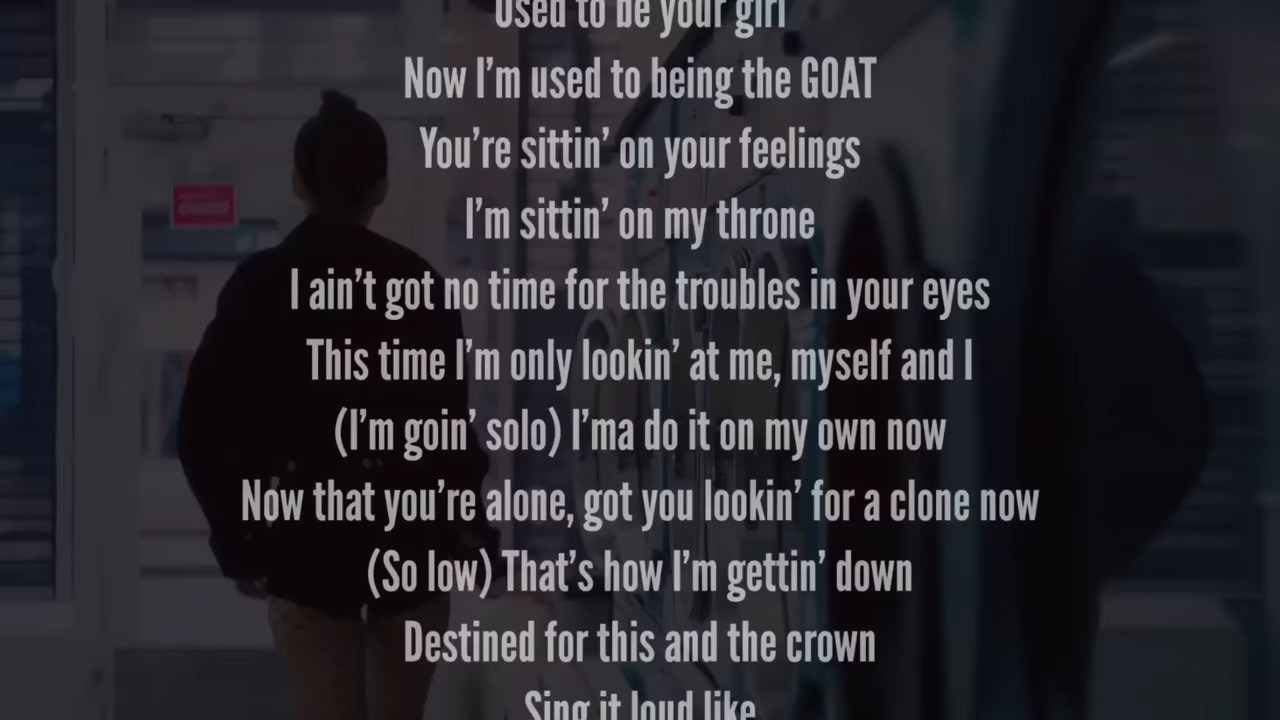 Used to be your girl
Now I’m used to being the GOAT
You’re sittin’ on your feelings
I’m sittin’ on my throne
I ain’t got no time for the troubles in your eyes
This time I’m only lookin’ at me, myself and I
(I’m goin’ solo) I’ma do it on my own now
Now that you’re alone, got you lookin’ for a clone now
(So low) That’s how I’m gettin’ down
Destined for this and the crown
Sing it loud like